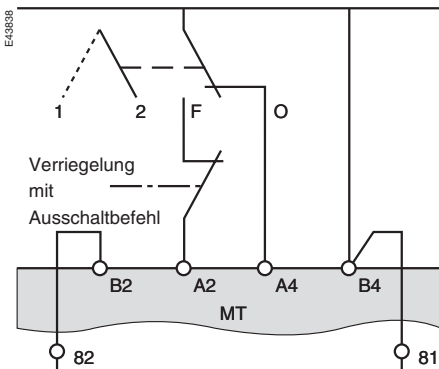 E43838
1 2 F O
Verriegelung
mit
Ausschaltbefehl
B2 A2 A4 B4
MT
82 81